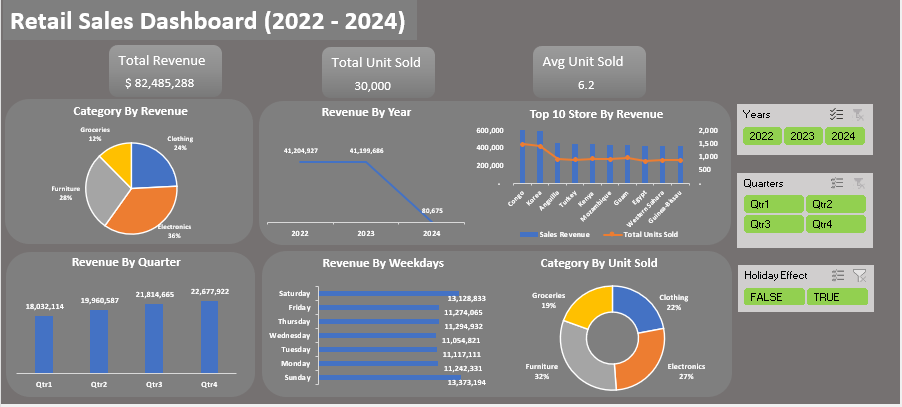 Retail Sales Dashboard (2022 - 2024)
Total Revenue
$ 82,485,288
Total Unit Sold
30,000
Avg Unit Sold
6.2
Category By Revenue
Groceries
12%
Clothing
24%
Furniture
28%
Electronics
36%
Revenue By Year
41,204,927
41,199,686
80,675
2022
2023
2024
Top 10 Store By Revenue
600,000
400,000
200,000
-
2,000
1,500
1,000
500
-
Congo
Korea
Anguilla
Turkey
Kenya
Mozambique
Guam
Egypt
Western Sahara
Guinea-Bissau
Sales Revenue
Total Units Sold
Years
2022
2023
2024
Quarters
Qtr1
Qtr2
Qtr3
Qtr4
Holiday Effect
FALSE
TRUE
Revenue By Quarter
18,032,114
19,960,587
21,814,665
22,677,922
Qtr1
Qtr2
Qtr3
Qtr4
Revenue By Weekdays
Saturday
13,128,833
Friday
11,274,065
Thursday
11,294,932
Wednesday
11,054,821
Tuesday
11,117,111
Monday
11,242,331
Sunday
13,373,194
Category By Unit Sold
Groceries
19%
Clothing
22%
Furniture
32%
Electronics
27%